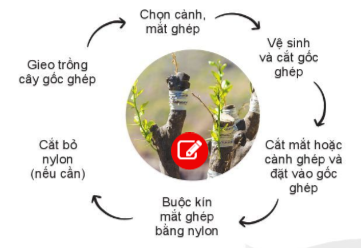 Chọn cành,
mắt ghép
Vệ sinh
và cắt gốc
ghép
Cắt mắt hoặc
cành ghép và
đặt vào gốc
ghép
Buộc kín
mắt ghép
bằng nylon
Cắt bỏ
nylon
(nếu cần)
Gieo trồng
cây gốc ghép